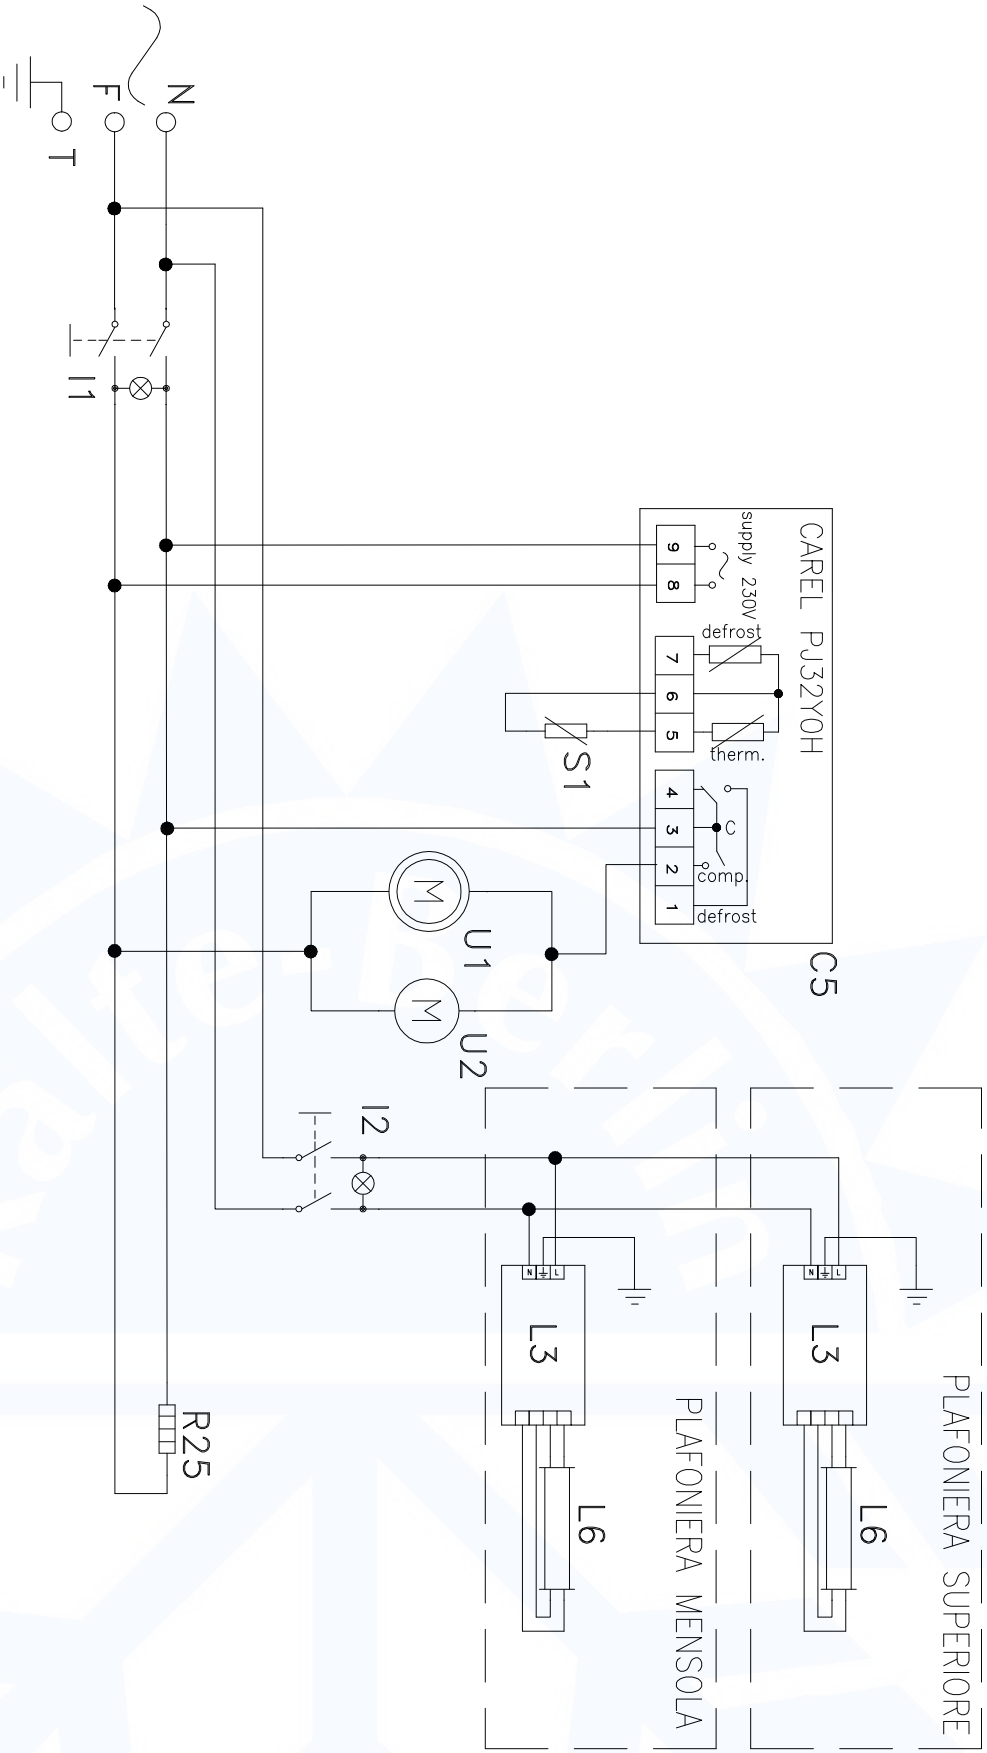 N
F
T
I1
CAREL PJ32Y0H
supply 230V
9
8
defrost
7
6
5
therm.
S1
4
3
2
1
C
comp.
defrost
C5
M
U1
M
U2
I2
N
L
L3
L6
PLAFONIERA MENSOLA
N
L
L3
L6
PLAFONIERA SUPERIORE
R25